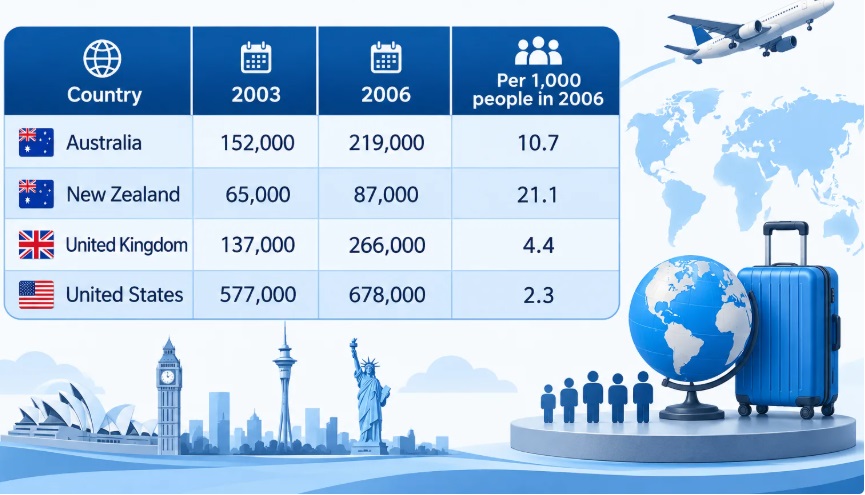 Country 2003 2006 Per 1,000
people in 2006
Australia 152,000 219,000 10.7
New Zealand 65,000 87,000 21.1
United Kingdom 137,000 266,000 4.4
United States 577,000 678,000 2.3